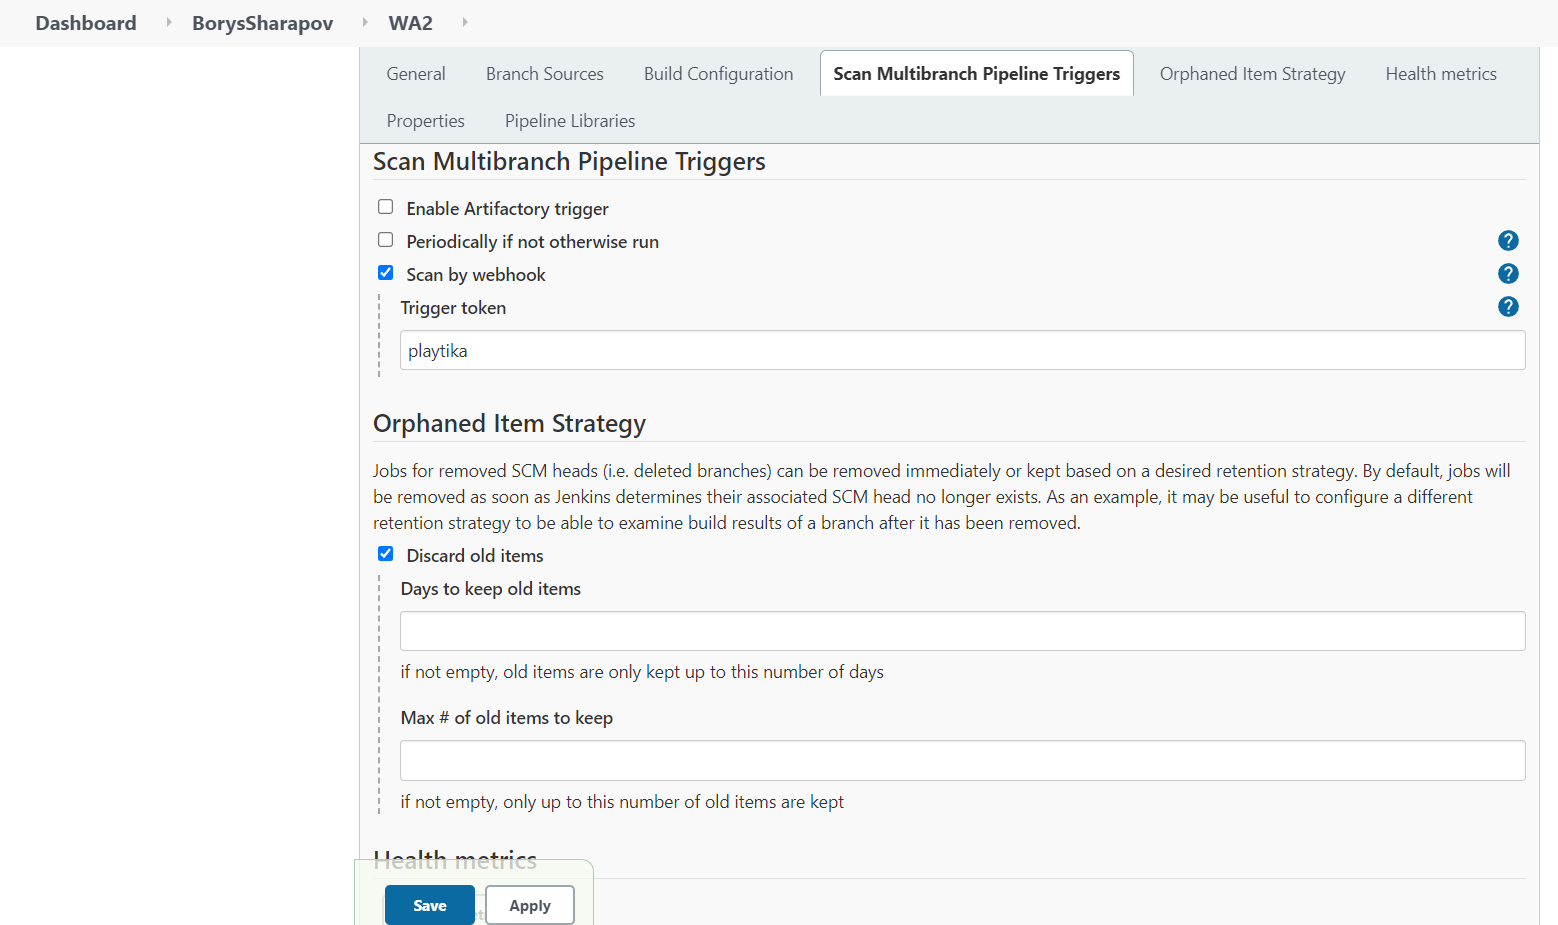 Dashboard BorysSharapov WA2
General Branch Sources Build Configuration Scan Multibranch Pipeline Triggers Orphaned Item Strategy Health metrics
Properties Pipeline Libraries
Scan Multibranch Pipeline Triggers
Enable Artifactory trigger
Periodically if not otherwise run ?
Scan by webhook ?
Trigger token ?
playtika
Orphaned Item Strategy
Jobs for removed SCM heads (i.e. deleted branches) can be removed immediately or kept based on a desired retention strategy. By default, jobs will
be removed as soon as Jenkins determines their associated SCM head no longer exists. As an example, it may be useful to configure a different
retention strategy to be able to examine build results of a branch after it has been removed.
Discard old items
Days to keep old items
if not empty, old items are only kept up to this number of days
Max # of old items to keep
if not empty, only up to this number of old items are kept
Health metrics
Save Apply